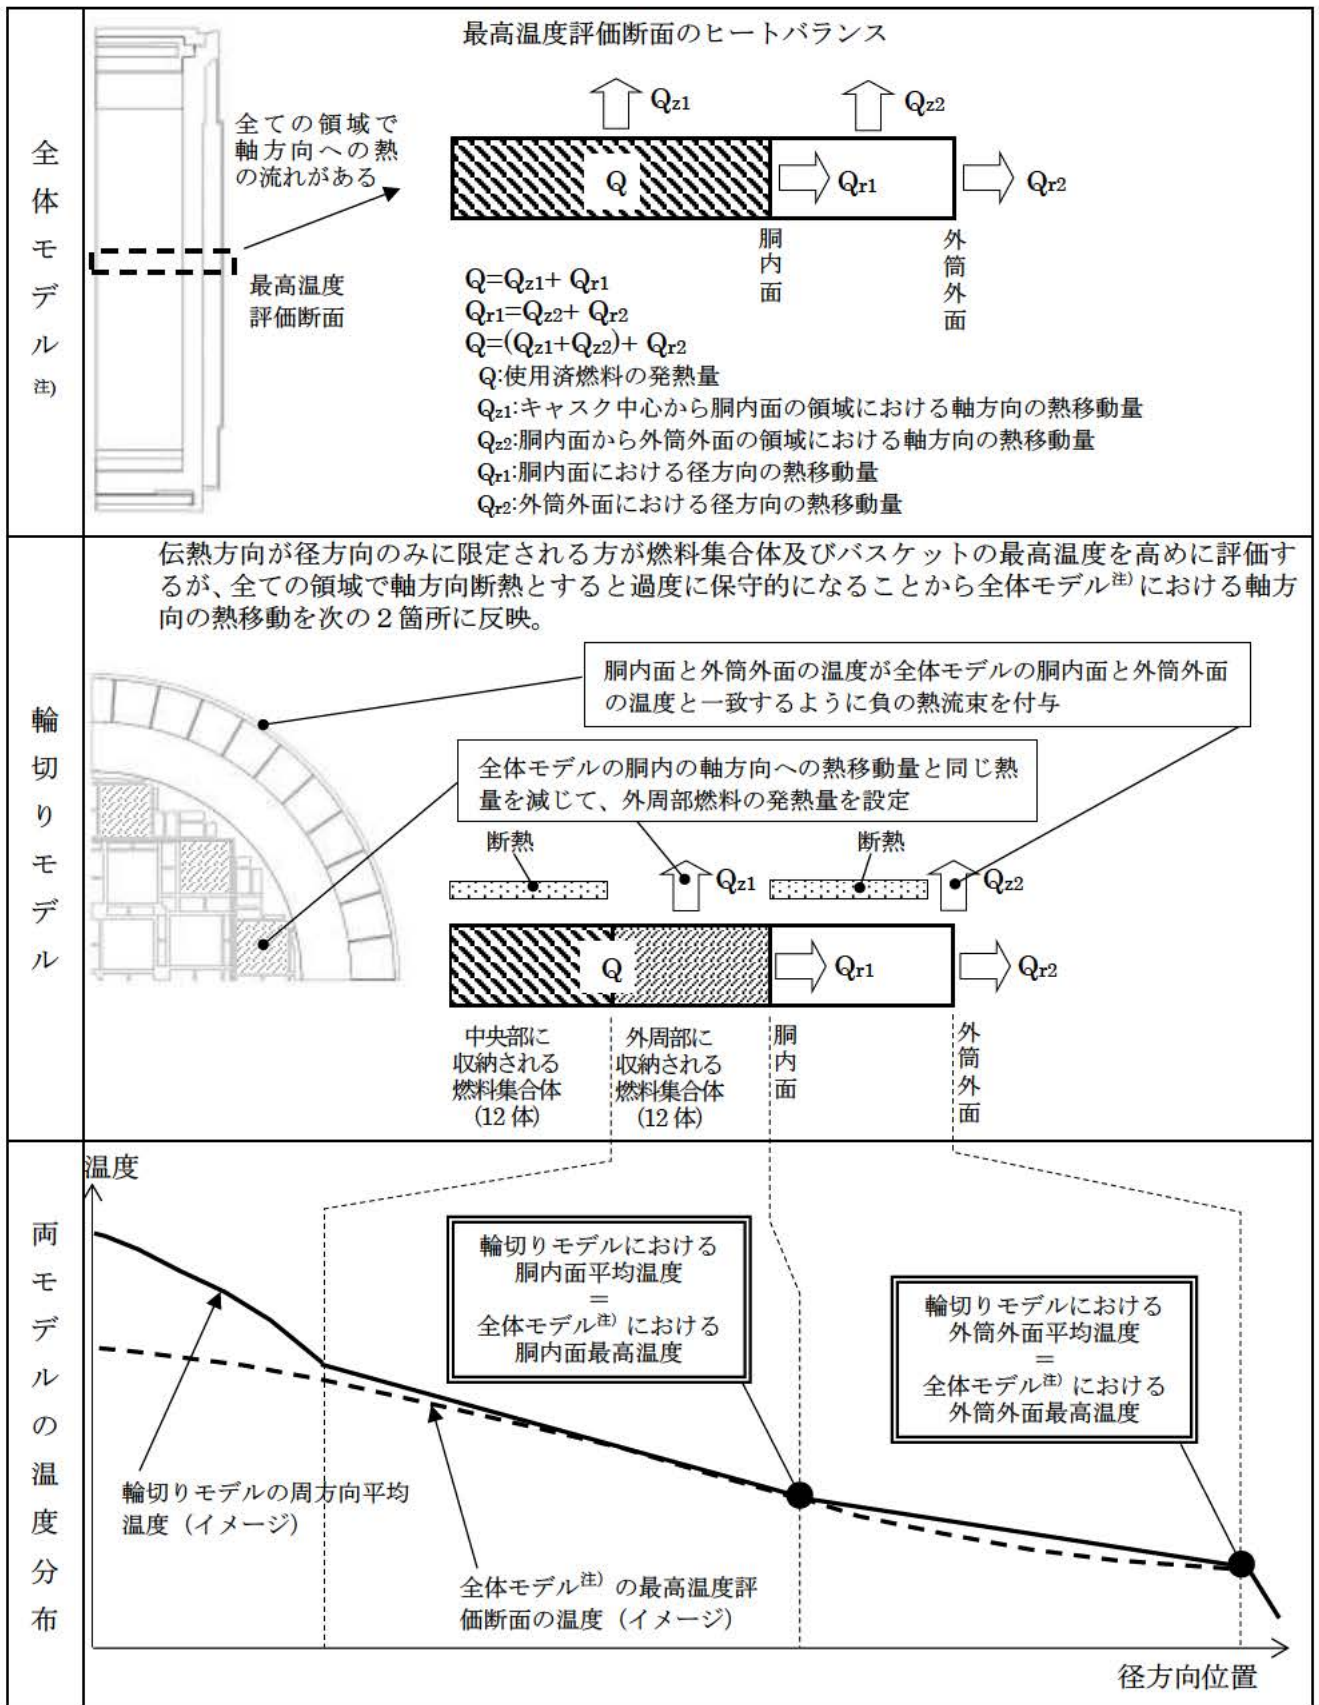 全体モデル注)
最高温度評価断面のヒートバランス
全ての領域で
軸方向への熱
の流れがある
最高温度
評価断面
Qz1
Qz2
Q
Qr1
Qr2
胴内面
外筒外面
Q=Qz1+ Qr1
Qr1=Qz2+ Qr2
Q=(Qz1+Qz2)+ Qr2
Q:使用済燃料の発熱量
Qz1:キャスク中心から胴内面の領域における軸方向の熱移動量
Qz2:胴内面から外筒外面の領域における軸方向の熱移動量
Qr1:胴内面における径方向の熱移動量
Qr2:外筒外面における径方向の熱移動量
輪切りモデル
伝熱方向が径方向のみに限定される方が燃料集合体及びバスケットの最高温度を高めに評価す
るが、全ての領域で軸方向断熱とすると過度に保守的になることから全体モデル注)における軸方
向の熱移動を次の２箇所に反映。
胴内面と外筒外面の温度が全体モデルの胴内面と外筒外面
の温度と一致するように負の熱流束を付与
全体モデルの胴内の軸方向への熱移動量と同じ熱
量を減じて、外周部燃料の発熱量を設定
断熱
断熱
Qz1
Qz2
Q
Qr1
Qr2
中央部に
収納される
燃料集合体
(12 体)
外周部に
収納される
燃料集合体
(12 体)
胴内面
外筒外面
両モデルの温度分布
温度
輪切りモデルにおける
胴内面平均温度
＝
全体モデル注) における
胴内面最高温度
輪切りモデルにおける
外筒外面平均温度
＝
全体モデル注) における
外筒外面最高温度
輪切りモデルの周方向平均
温度（イメージ）
全体モデル注) の最高温度評
価断面の温度（イメージ）
径方向位置